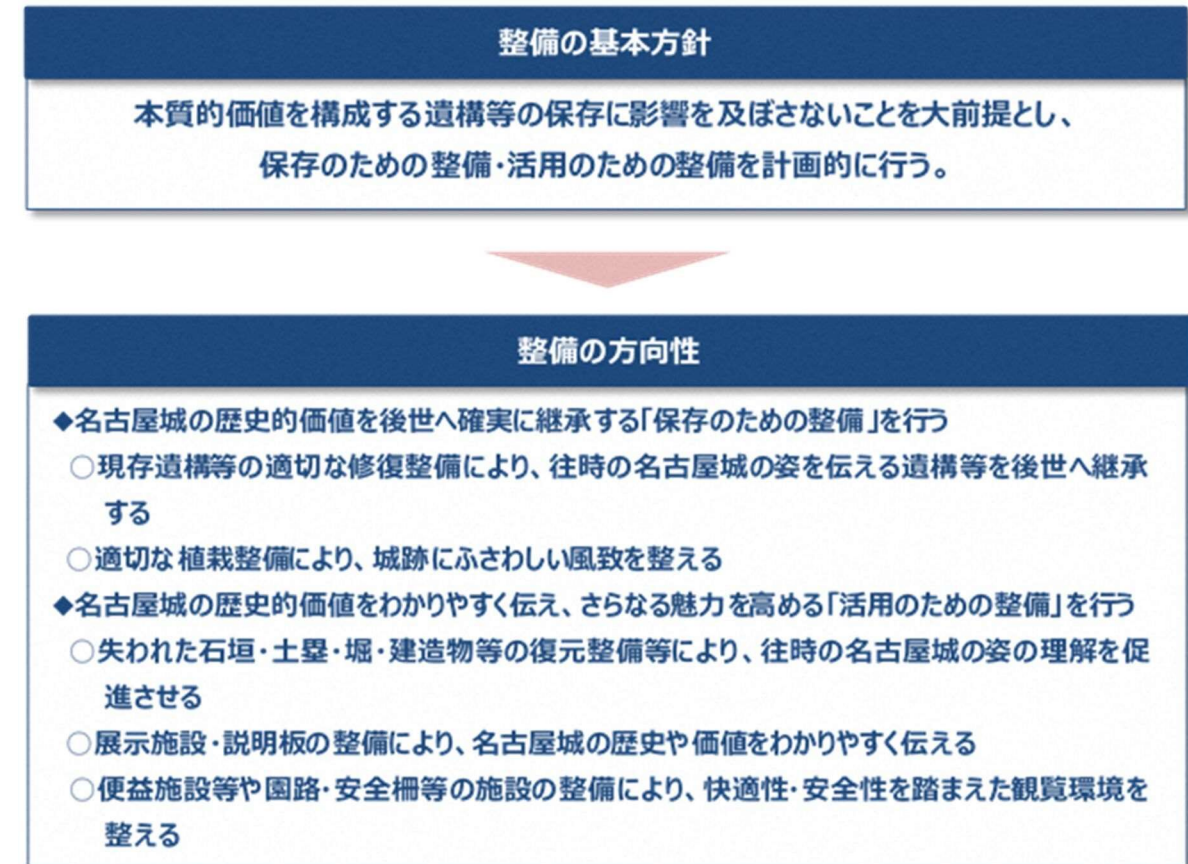 整備の基本方針
本質的価値を構成する遺構等の保存に影響を及ぼさないことを大前提とし、
保存のための整備・活用のための整備を計画的に行う。
整備の方向性
◆名古屋城の歴史的価値を後世へ確実に継承する「保存のための整備」を行う
○現存遺構等の適切な修復整備により、往時の名古屋城の姿を伝える遺構等を後世へ継承
する
○適切な植栽整備により、城跡にふさわしい風致を整える
◆名古屋城の歴史的価値をわかりやすく伝え、さらなる魅力を高める「活用のための整備」を行う
○失われた石垣・土塁・堀・建造物等の復元整備等により、往時の名古屋城の姿の理解を促
進させる
○展示施設・説明板の整備により、名古屋城の歴史や価値をわかりやすく伝える
○便益施設等や園路・安全柵等の施設の整備により、快適性・安全性を踏まえた観覧環境を
整える